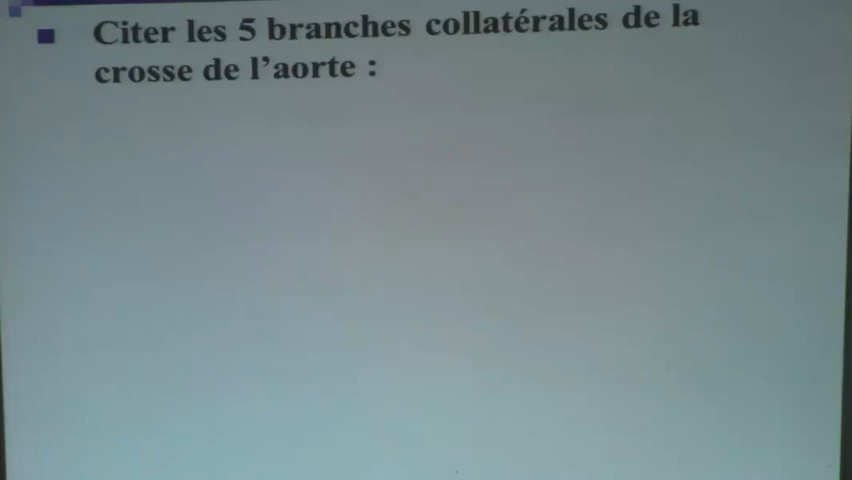 Citer les 5 branches collatérales de la
crosse de l’aorte :